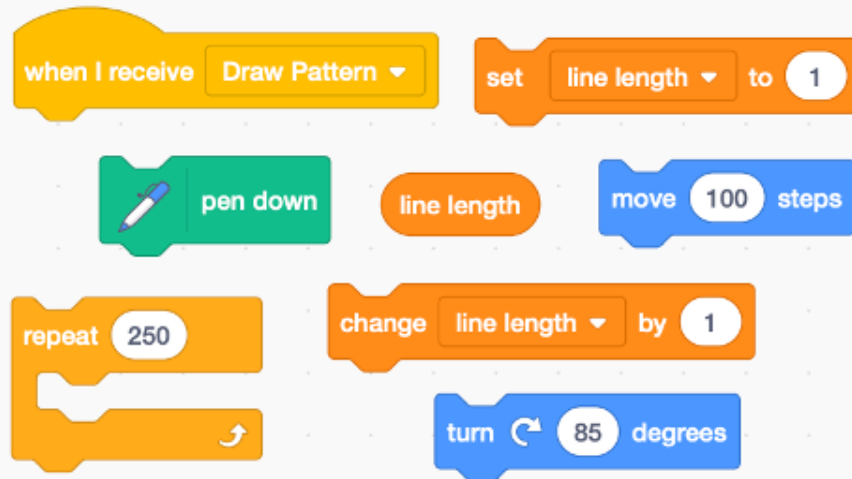 when I receive Draw Pattern
set line length to 1
pen down
line length
move 100 steps
repeat 250
change line length by 1
turn 85 degrees